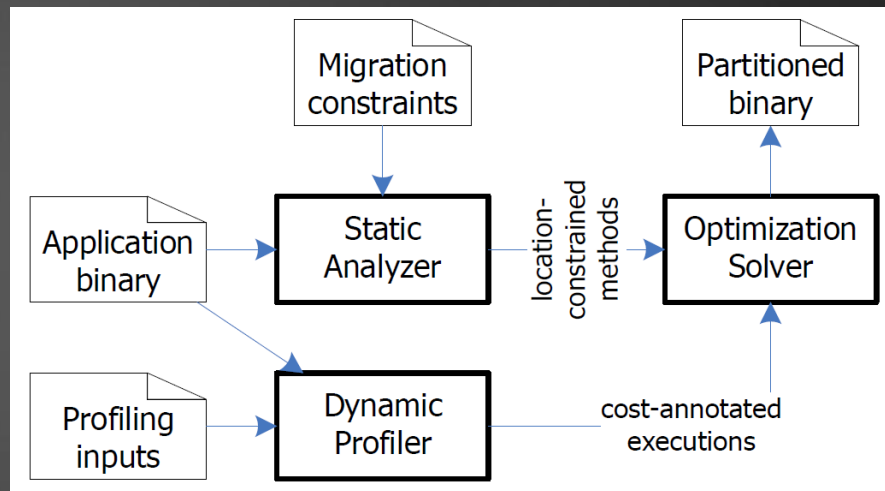 Migration
constraints
Partitioned
binary
Application
binary
Static
Analyzer
location-
constrained
methods
Optimization
Solver
Profiling
inputs
Dynamic
Profiler
cost-annotated
executions